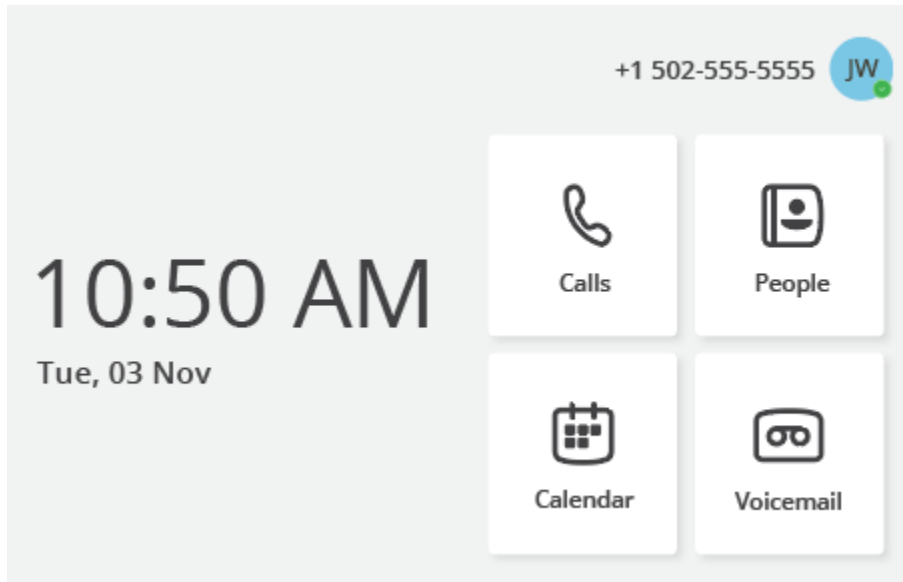 +1 502-555-5555 JW
10:50 AM
Tue, 03 Nov
Calls
People
Calendar
Voicemail